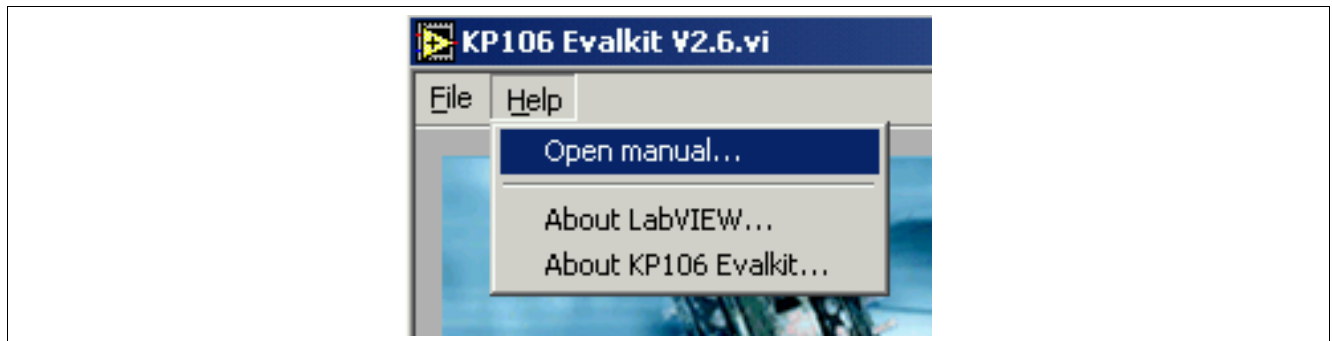 KP106 Evalkit V2.6.vi
File Help
Open manual...
About LabVIEW...
About KP106 Evalkit...